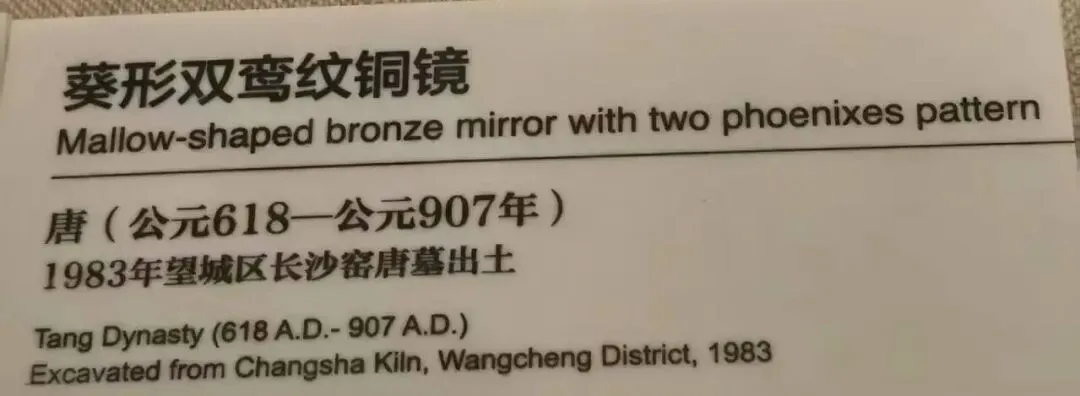 葵形双鸾纹铜镜
Mallow-shaped bronze mirror with two phoenixes pattern
唐（公元618—公元907年）
1983年望城区长沙窑唐墓出土
Tang Dynasty (618 A.D.- 907 A.D.)
Excavated from Changsha Kiln, Wangcheng District, 1983